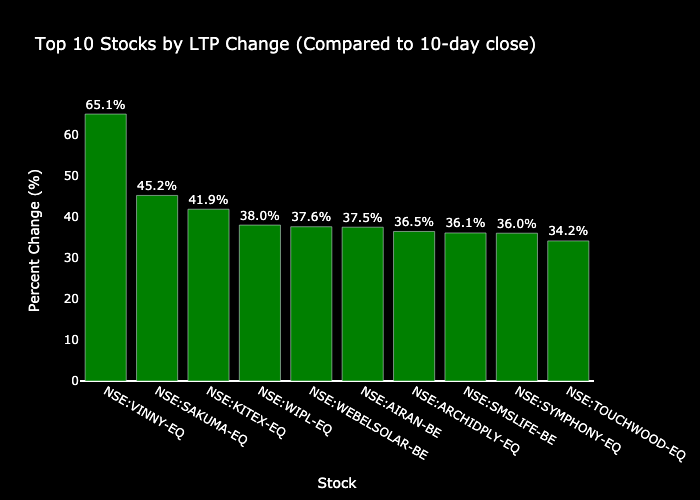 Top 10 Stocks by LTP Change (Compared to 10-day close)
Percent Change (%)
60
50
40
30
20
10
0
65.1%
45.2%
41.9%
38.0%
37.6%
37.5%
36.5%
36.1%
36.0%
34.2%
NSE:VINNY-EQ
NSE:SAKUMA-EQ
NSE:KITEX-EQ
NSE:WIPL-EQ
NSE:WEBELSOLAR-BE
NSE:AIRAN-BE
NSE:ARCHIDPLY-EQ
NSE:SMSLIFE-BE
NSE:SYMPHONY-EQ
NSE:TOUCHWOOD-EQ
Stock